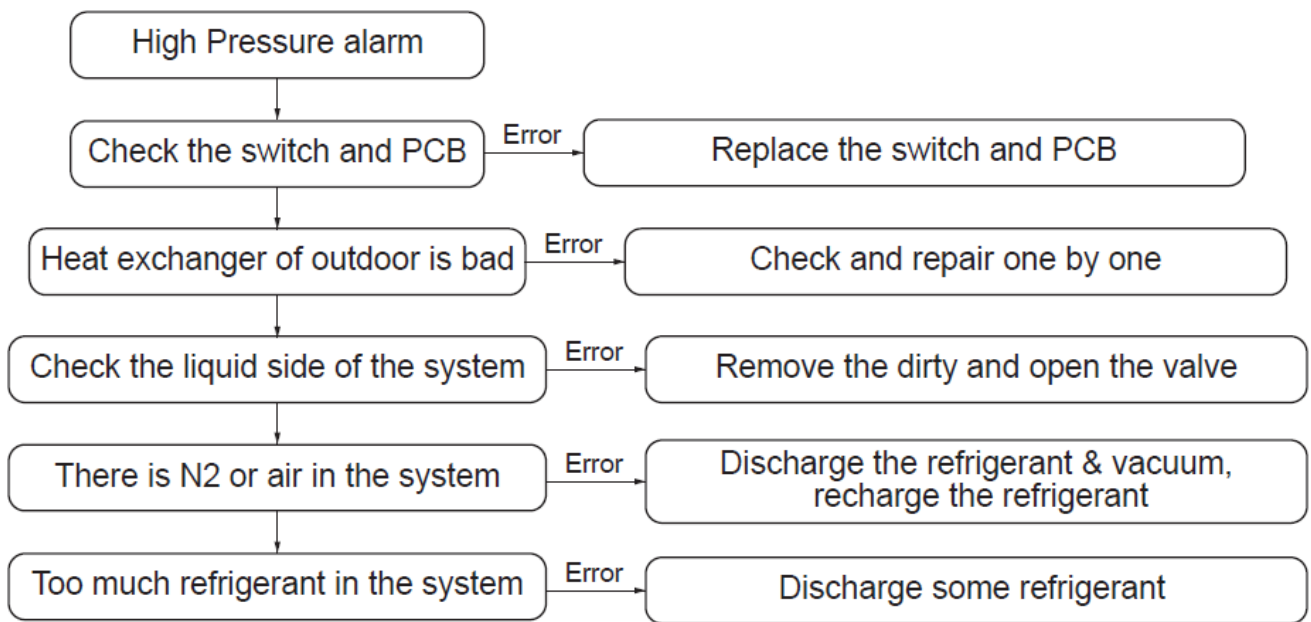 High Pressure alarm
Check the switch and PCB
Error
Replace the switch and PCB
Heat exchanger of outdoor is bad
Error
Check and repair one by one
Check the liquid side of the system
Error
Remove the dirty and open the valve
There is N2 or air in the system
Error
Discharge the refrigerant & vacuum,
recharge the refrigerant
Too much refrigerant in the system
Error
Discharge some refrigerant